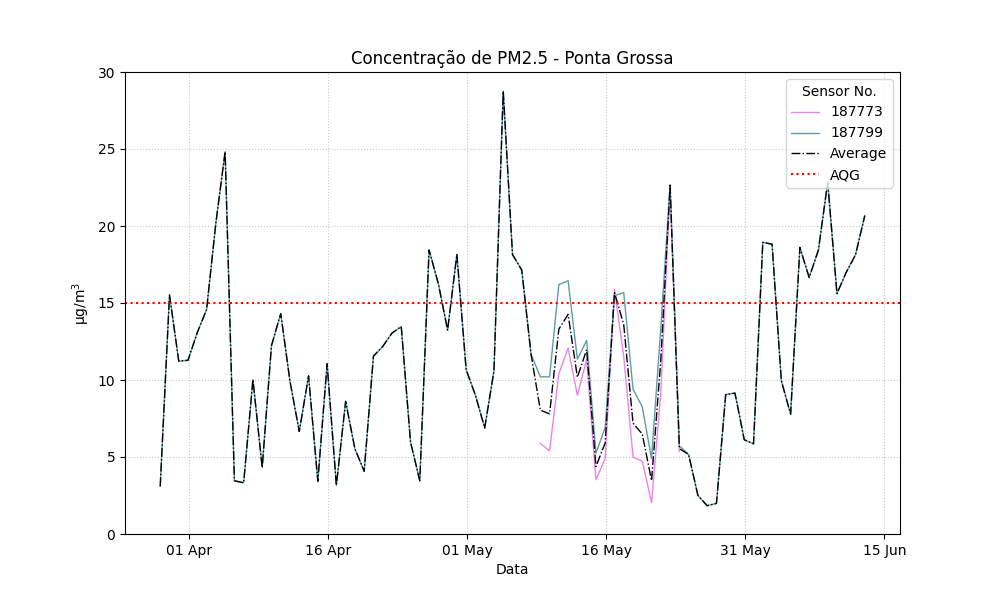 Concentração de PM2.5 - Ponta Grossa
30
25
20
15
10
5
0
µg/m³
Sensor No.
187773
187799
Average
AQG
01 Apr
16 Apr
01 May
16 May
31 May
15 Jun
Data